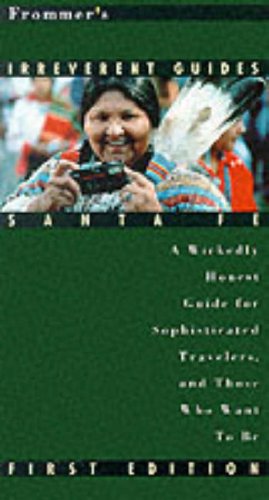 Frommer's
IRREVERENT GUIDES
SANTA FE
A Wickedly
Honest
Guide for
Sophisticated
Travelers,
and Those
Who Want
To Be
FIRST EDITION